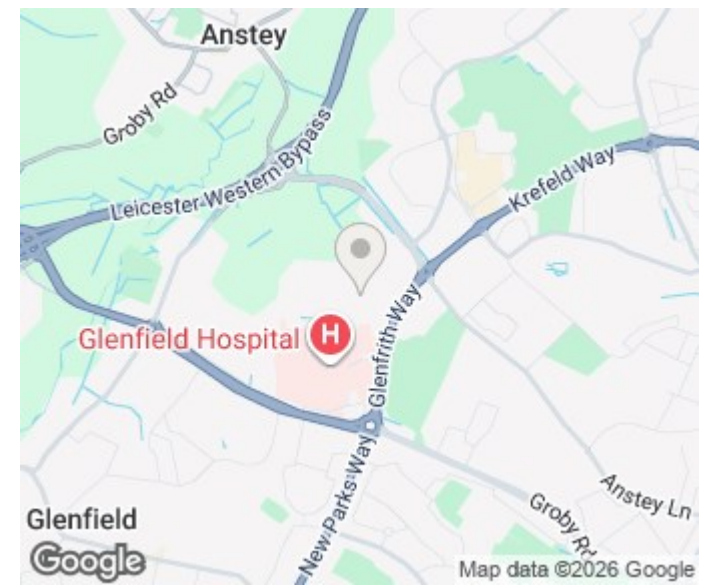 Anstey
Groby Rd
Leicester Western Bypass
Krefeld Way
Glenfield Hospital
H
Glenfrith Way
New Parks Way
Anstey Ln
Groby Rd
Glenfield
Google
Map data ©2026 Google